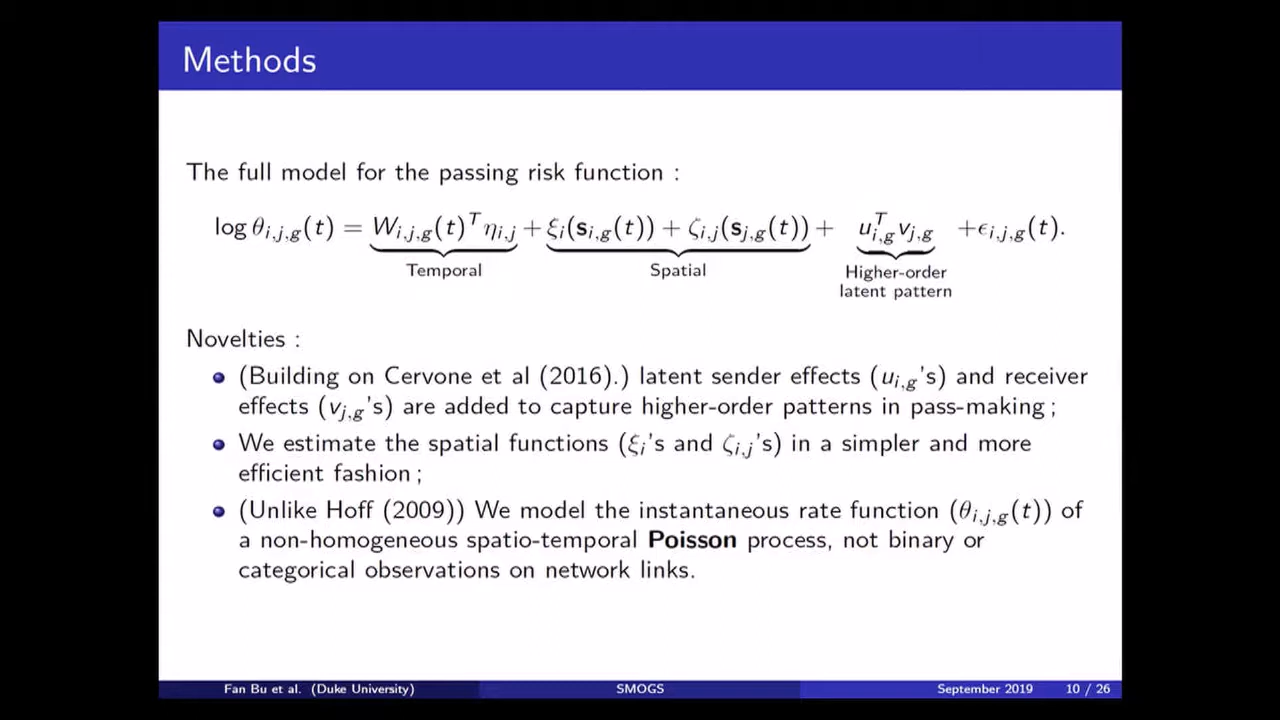 Methods
The full model for the passing risk function :
log θ_{i,j,g}(t) = W_{i,j,g}(t)^T η_{i,j} + ξ_i(s_{i,g}(t)) + ζ_{i,j}(s_{j,g}(t)) + u_{i,g}^T v_{j,g} + ϵ_{i,j,g}(t).
Temporal Spatial Higher-order
latent pattern
Novelties :
(Building on Cervone et al (2016).) latent sender effects (u_{i,g}'s) and receiver
effects (v_{j,g}'s) are added to capture higher-order patterns in pass-making ;
We estimate the spatial functions (ξ_i's and ζ_{i,j}'s) in a simpler and more
efficient fashion ;
(Unlike Hoff (2009)) We model the instantaneous rate function (θ_{i,j,g}(t)) of
a non-homogeneous spatio-temporal Poisson process, not binary or
categorical observations on network links.
Fan Bu et al. (Duke University) SMOGS September 2019 10 / 26